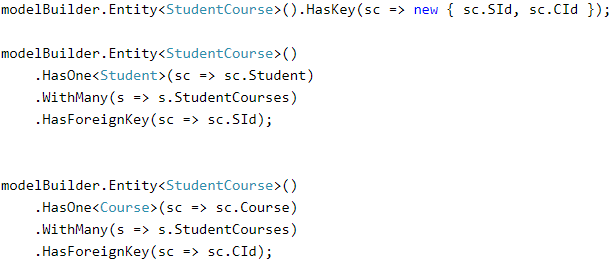 modelBuilder.Entity<StudentCourse>().HasKey(sc => new { sc.SId, sc.CId });
modelBuilder.Entity<StudentCourse>()
.HasOne<Student>(sc => sc.Student)
.WithMany(s => s.StudentCourses)
.HasForeignKey(sc => sc.SId);
modelBuilder.Entity<StudentCourse>()
.HasOne<Course>(sc => sc.Course)
.WithMany(s => s.StudentCourses)
.HasForeignKey(sc => sc.CId);